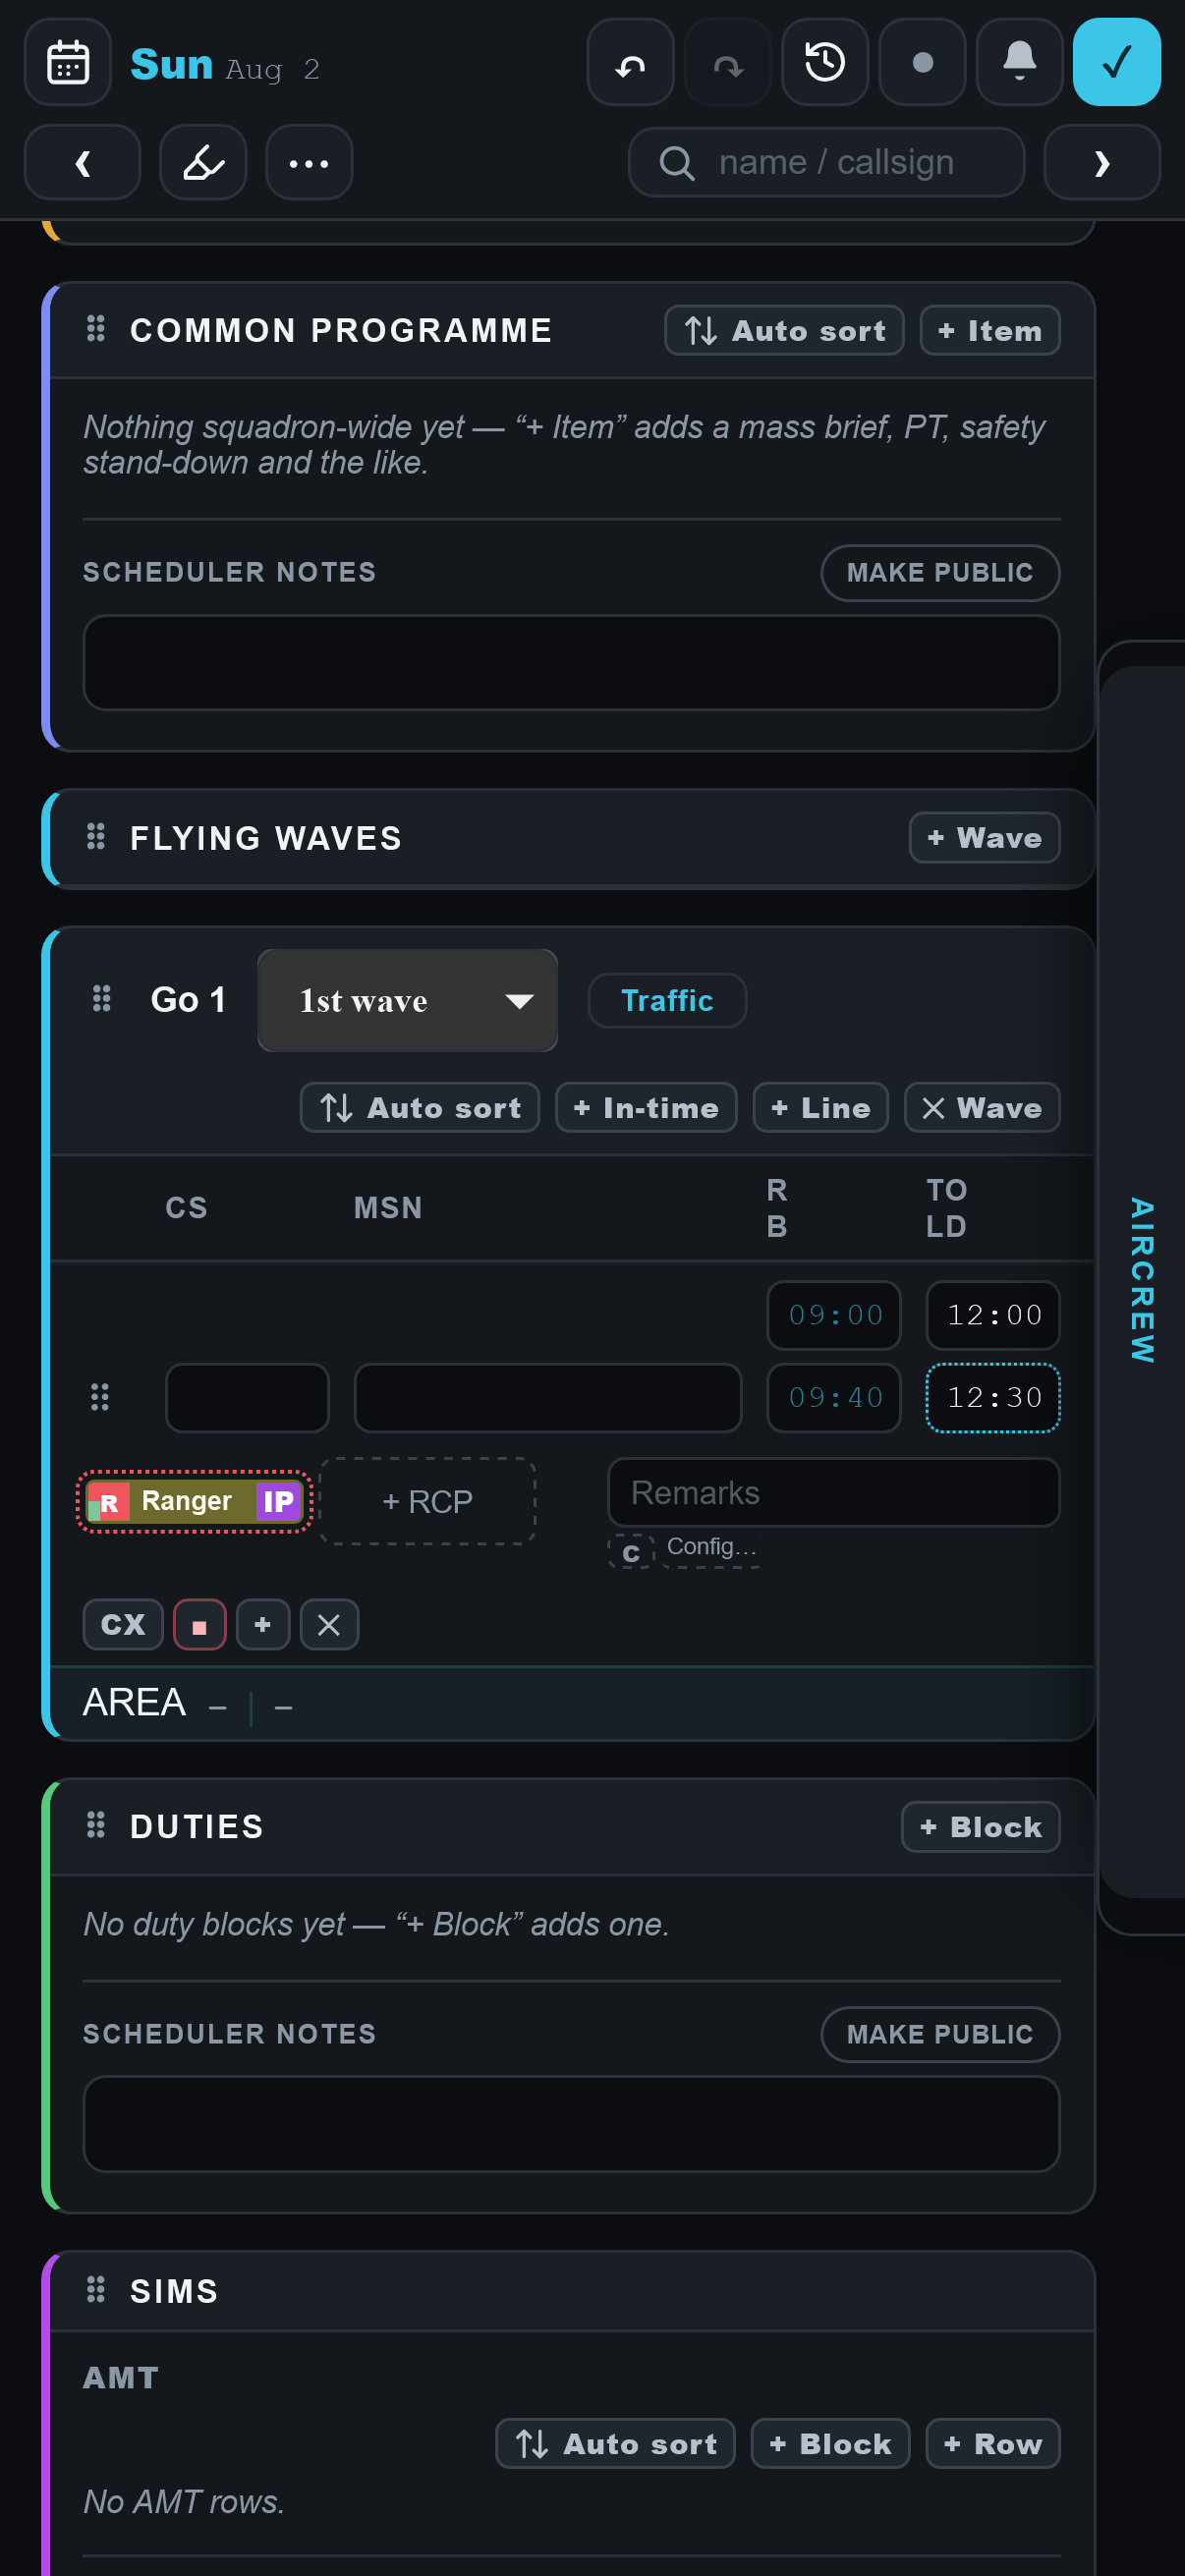 Sun Aug 2
name / callsign
COMMON PROGRAMME
Auto sort
+ Item
Nothing squadron-wide yet — “+ Item” adds a mass brief, PT, safety
stand-down and the like.
SCHEDULER NOTES
MAKE PUBLIC
FLYING WAVES
+ Wave
Go 1
1st wave
Traffic
Auto sort
+ In-time
+ Line
× Wave
CS
MSN
R
B
TO
LD
09:00
12:00
09:40
12:30
R Ranger IP
+ RCP
Remarks
C
Config…
CX
+
×
AREA – | –
AIRCREW
DUTIES
+ Block
No duty blocks yet — “+ Block” adds one.
SCHEDULER NOTES
MAKE PUBLIC
SIMS
AMT
Auto sort
+ Block
+ Row
No AMT rows.